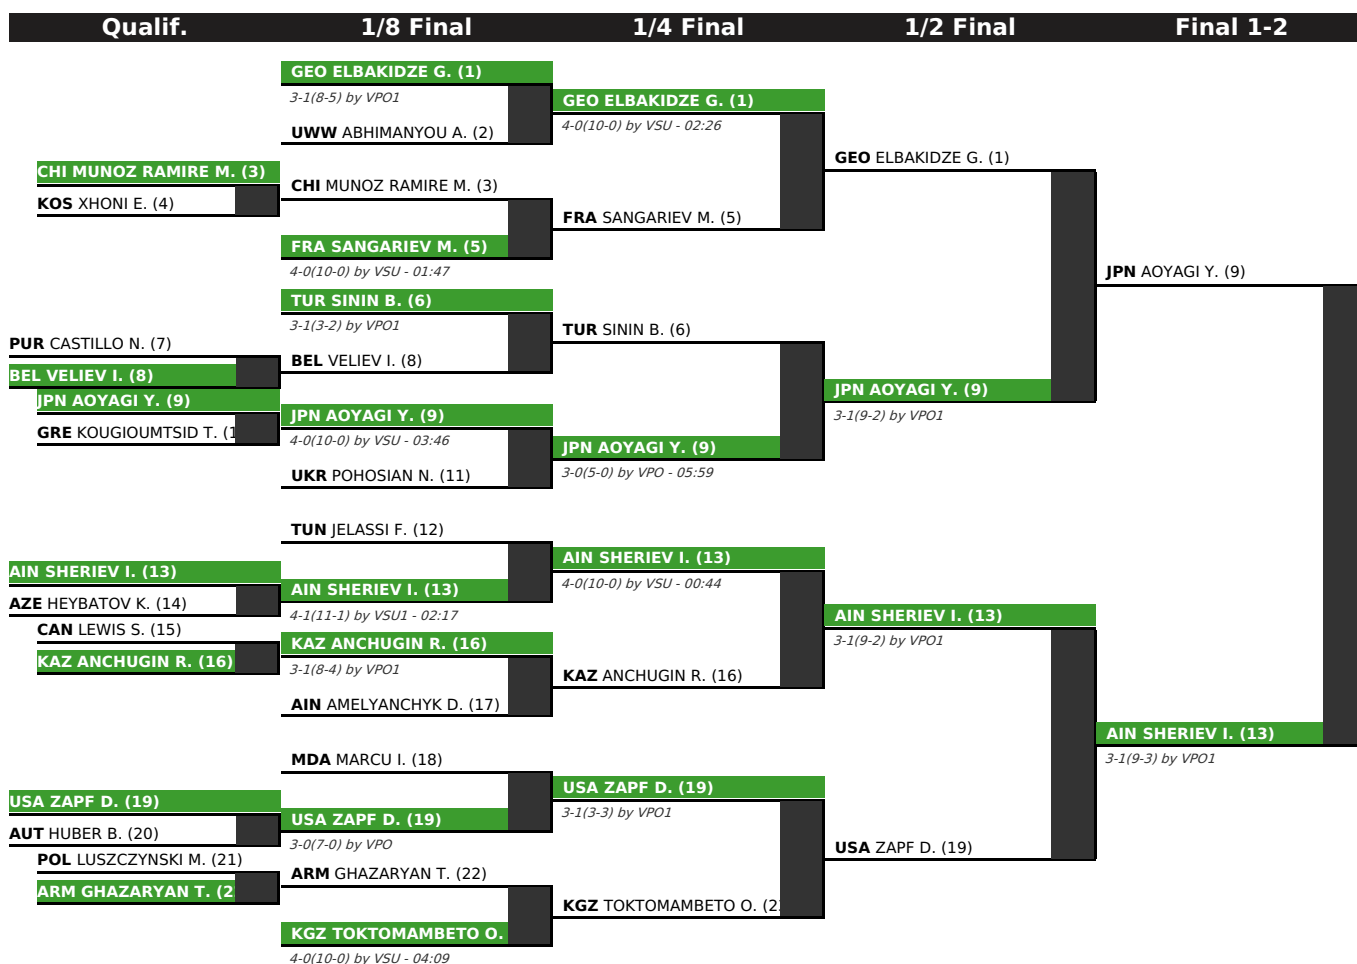 Qualif.
1/8 Final
1/4 Final
1/2 Final
Final 1-2
CHI MUNOZ RAMIRE M. (3)
KOS XHONI E. (4)
PUR CASTILLO N. (7)
BEL VELIEV I. (8)
JPN AOYAGI Y. (9)
GRE KOUGIOUMTSID T. (1
AIN SHERIEV I. (13)
AZE HEYBATOV K. (14)
CAN LEWIS S. (15)
KAZ ANCHUGIN R. (16)
USA ZAPF D. (19)
AUT HUBER B. (20)
POL LUSZCZYNSKI M. (21)
ARM GHAZARYAN T. (2
GEO ELBAKIDZE G. (1)
3-1(8-5) by VPO1
UWW ABHIMANYOU A. (2)
CHI MUNOZ RAMIRE M. (3)
FRA SANGARIEV M. (5)
4-0(10-0) by VSU - 01:47
TUR SININ B. (6)
3-1(3-2) by VPO1
BEL VELIEV I. (8)
JPN AOYAGI Y. (9)
4-0(10-0) by VSU - 03:46
UKR POHOSIAN N. (11)
TUN JELASSI F. (12)
AIN SHERIEV I. (13)
4-1(11-1) by VSU1 - 02:17
KAZ ANCHUGIN R. (16)
3-1(8-4) by VPO1
AIN AMELYANCHYK D. (17)
MDA MARCU I. (18)
USA ZAPF D. (19)
3-0(7-0) by VPO
ARM GHAZARYAN T. (22)
KGZ TOKTOMAMBETO O.
4-0(10-0) by VSU - 04:09
GEO ELBAKIDZE G. (1)
4-0(10-0) by VSU - 02:26
FRA SANGARIEV M. (5)
TUR SININ B. (6)
JPN AOYAGI Y. (9)
3-0(5-0) by VPO - 05:59
AIN SHERIEV I. (13)
4-0(10-0) by VSU - 00:44
KAZ ANCHUGIN R. (16)
USA ZAPF D. (19)
3-1(3-3) by VPO1
KGZ TOKTOMAMBETO O. (2
GEO ELBAKIDZE G. (1)
JPN AOYAGI Y. (9)
3-1(9-2) by VPO1
AIN SHERIEV I. (13)
3-1(9-2) by VPO1
USA ZAPF D. (19)
JPN AOYAGI Y. (9)
AIN SHERIEV I. (13)
3-1(9-3) by VPO1